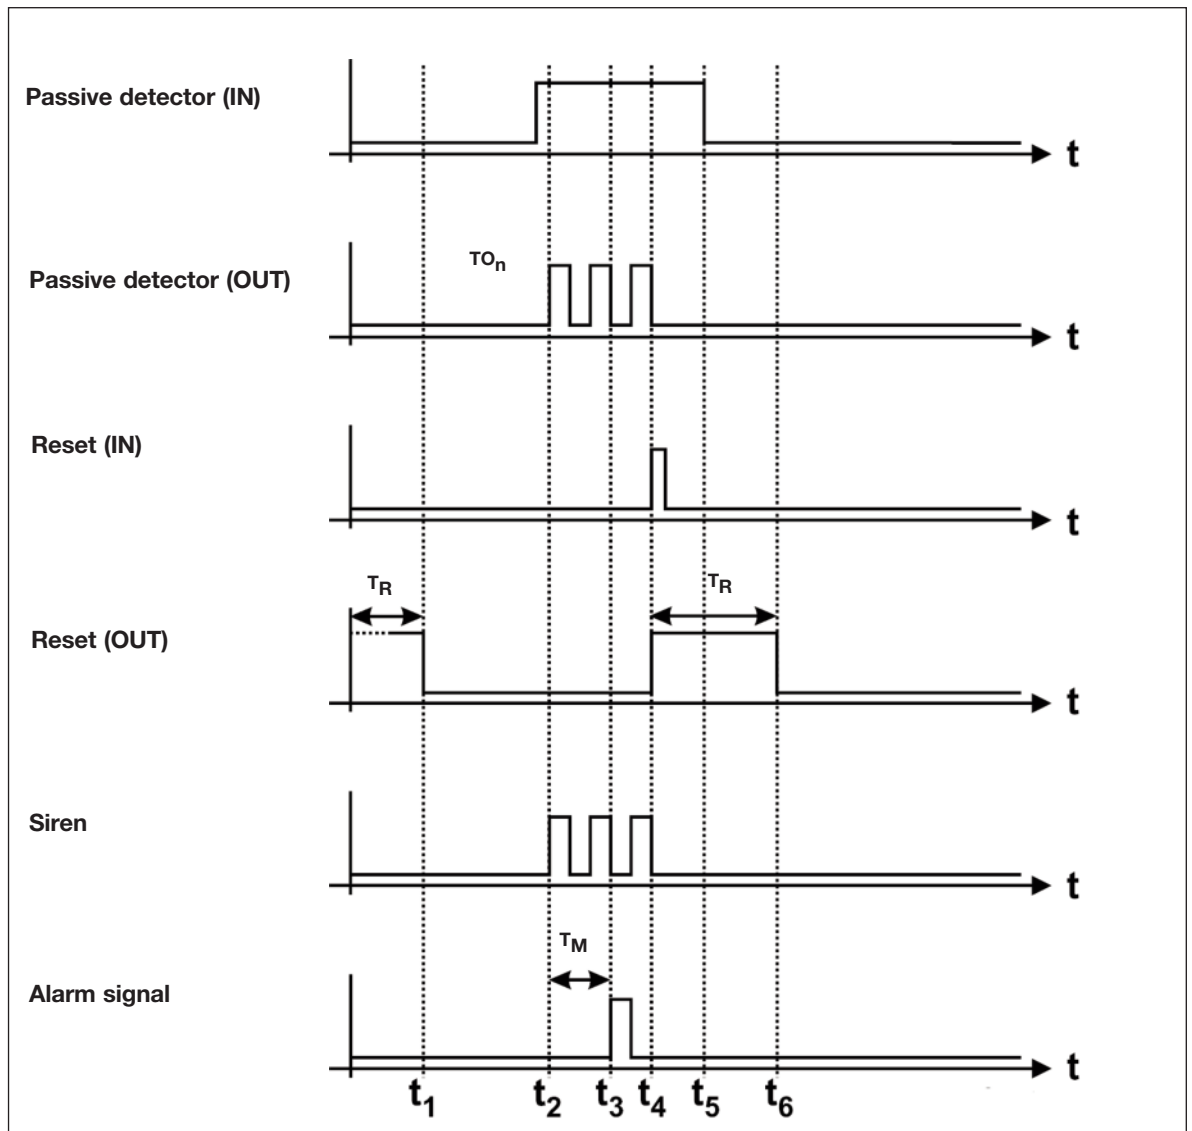 Passive detector (IN)
t
TOn
Passive detector (OUT)
t
Reset (IN)
t
TR
TR
Reset (OUT)
t
Siren
t
TM
Alarm signal
t
t1 t2 t3 t4 t5 t6